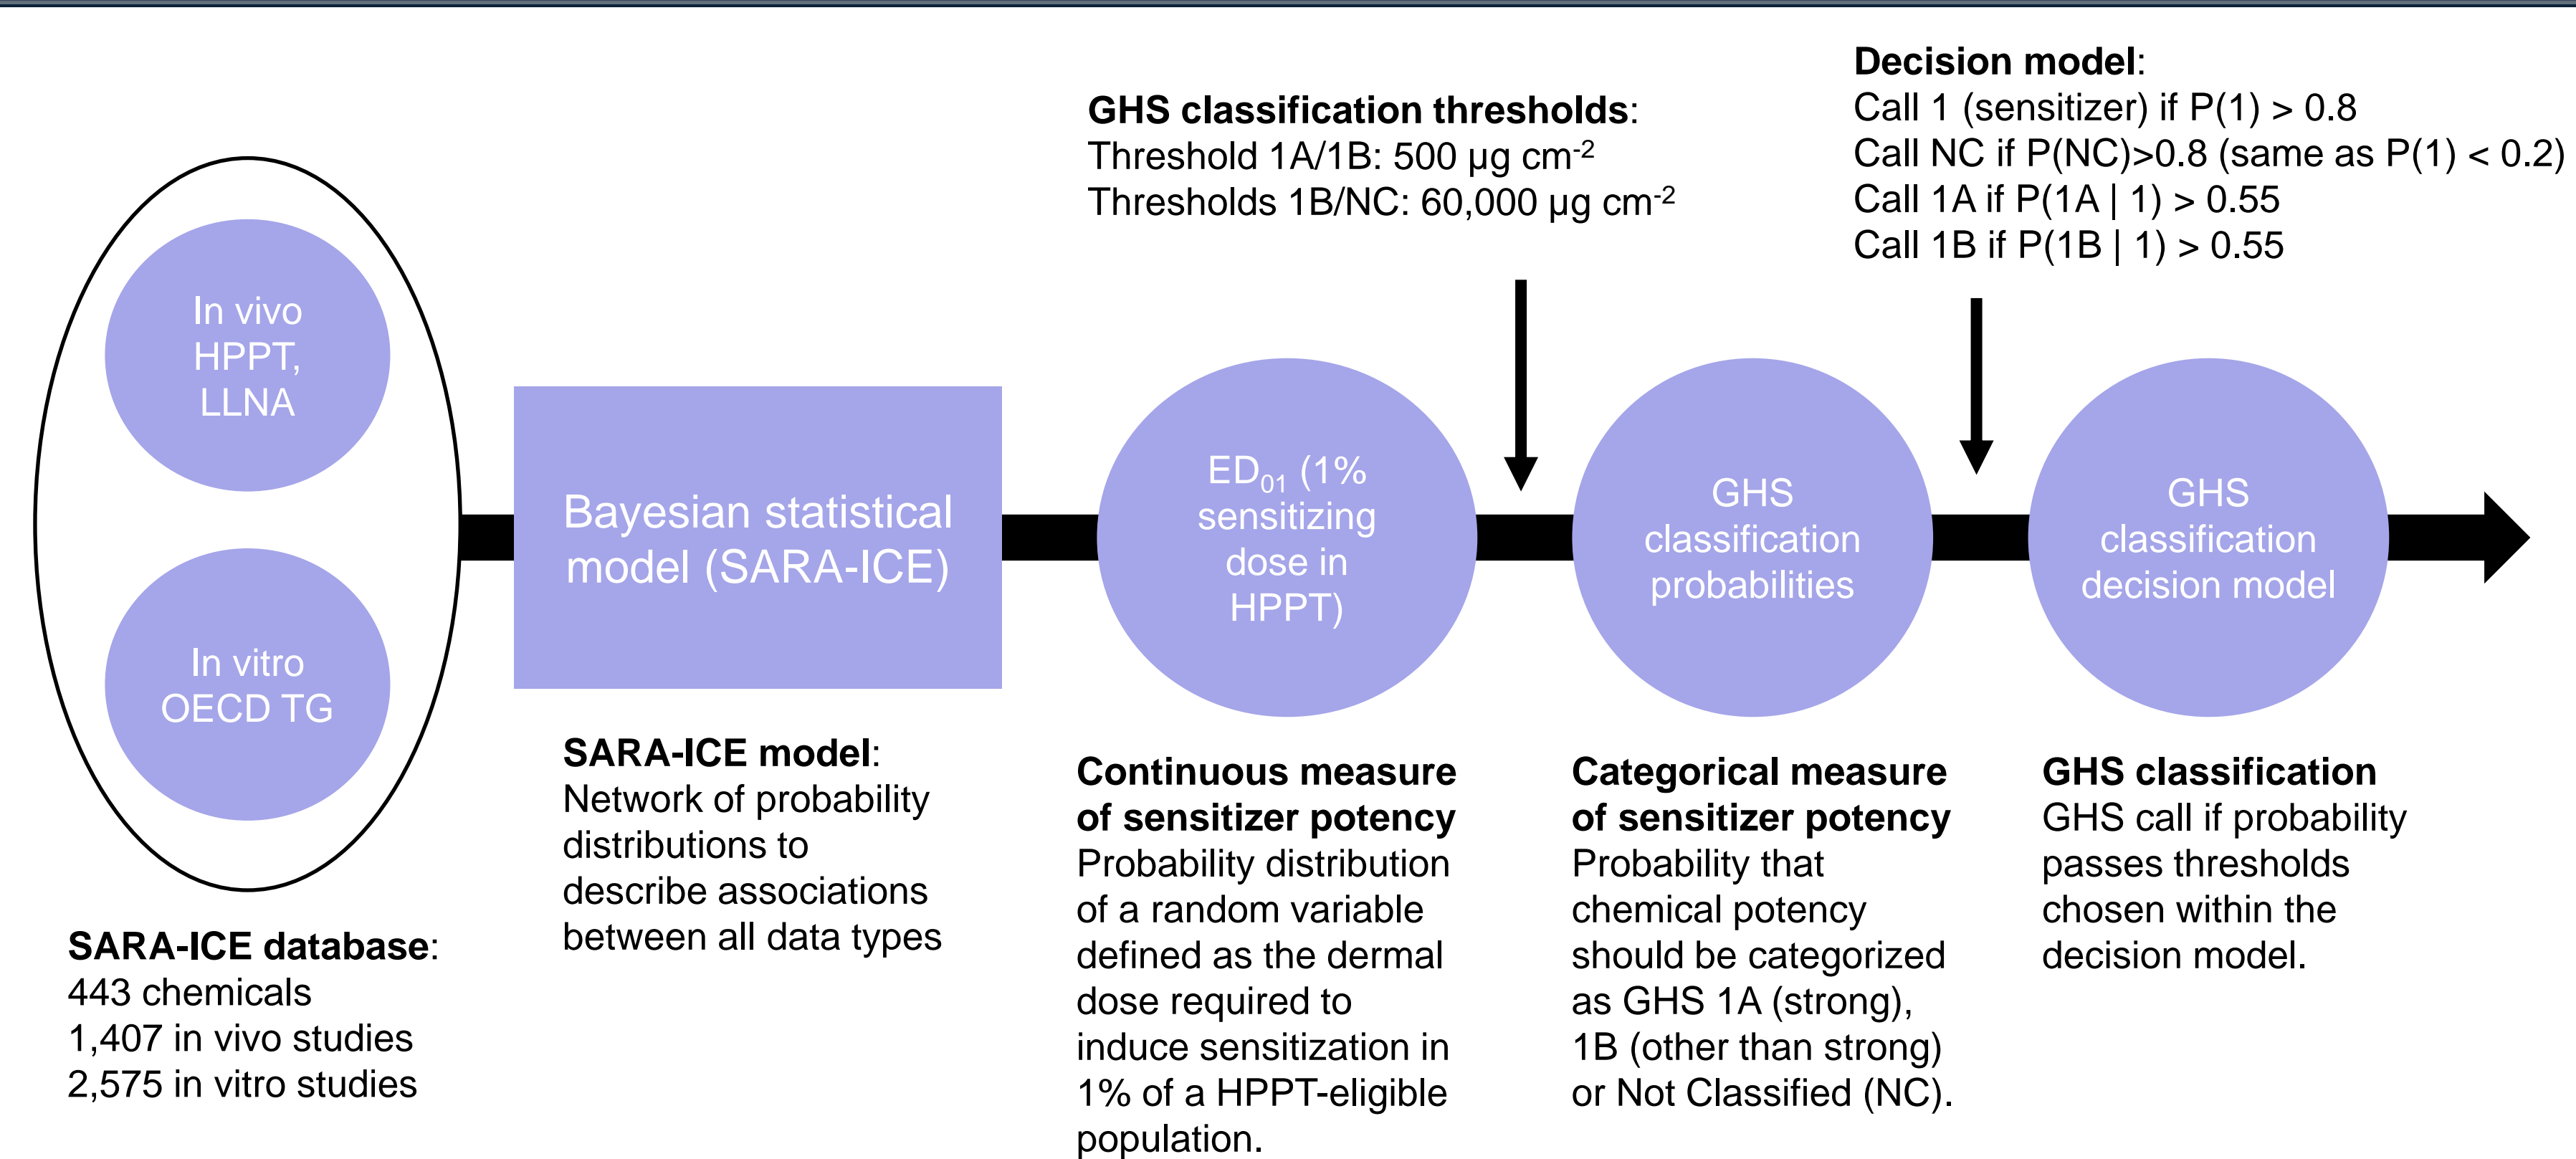 In vivo
HPPT,
LLNA
In vitro
OECD TG
SARA-ICE database:
443 chemicals
1,407 in vivo studies
2,575 in vitro studies
Bayesian statistical
model (SARA-ICE)
SARA-ICE model:
Network of probability
distributions to
describe associations
between all data types
GHS classification thresholds:
Threshold 1A/1B: 500 µg cm⁻²
Thresholds 1B/NC: 60,000 µg cm⁻²
ED₀₁ (1%
sensitizing
dose in
HPPT)
Continuous measure
of sensitizer potency
Probability distribution
of a random variable
defined as the dermal
dose required to
induce sensitization in
1% of a HPPT-eligible
population.
Decision model:
Call 1 (sensitizer) if P(1) > 0.8
Call NC if P(NC)>0.8 (same as P(1) < 0.2)
Call 1A if P(1A | 1) > 0.55
Call 1B if P(1B | 1) > 0.55
GHS
classification
probabilities
Categorical measure
of sensitizer potency
Probability that
chemical potency
should be categorized
as GHS 1A (strong),
1B (other than strong)
or Not Classified (NC).
GHS
classification
decision model
GHS classification
GHS call if probability
passes thresholds
chosen within the
decision model.